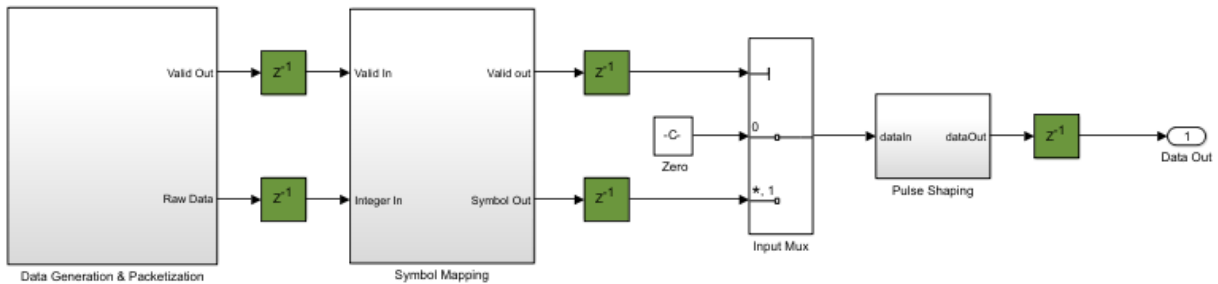 Valid Out
z-1
Valid In
Valid out
z-1
-C-
Zero
0
dataIn
dataOut
z-1
1
Data Out
Pulse Shaping
Raw Data
z-1
Integer In
Symbol Out
z-1
*, 1
Input Mux
Data Generation & Packetization
Symbol Mapping